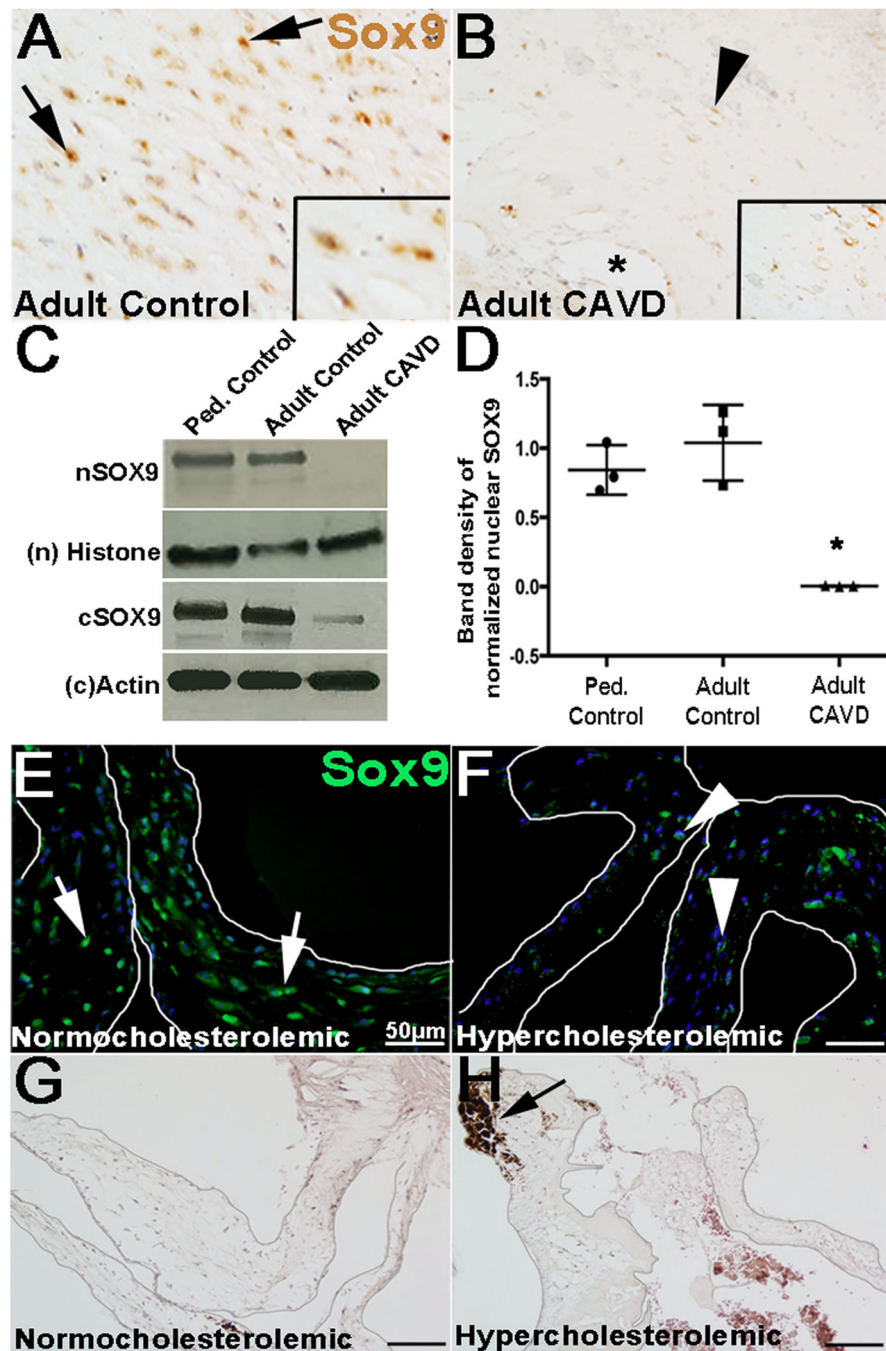 A
Sox9
B
*
Adult Control
Adult CAVD
C
Ped. Control
Adult Control
Adult CAVD
nSOX9
(n) Histone
cSOX9
(c)Actin
D
Band density of
normalized nuclear SOX9
1.5
1.0
0.5
0.0
-0.5
*
Ped.
Control
Adult
Control
Adult
CAVD
E
Sox9
F
Normocholesterolemic
50µm
Hypercholesterolemic
G
H
Normocholesterolemic
Hypercholesterolemic